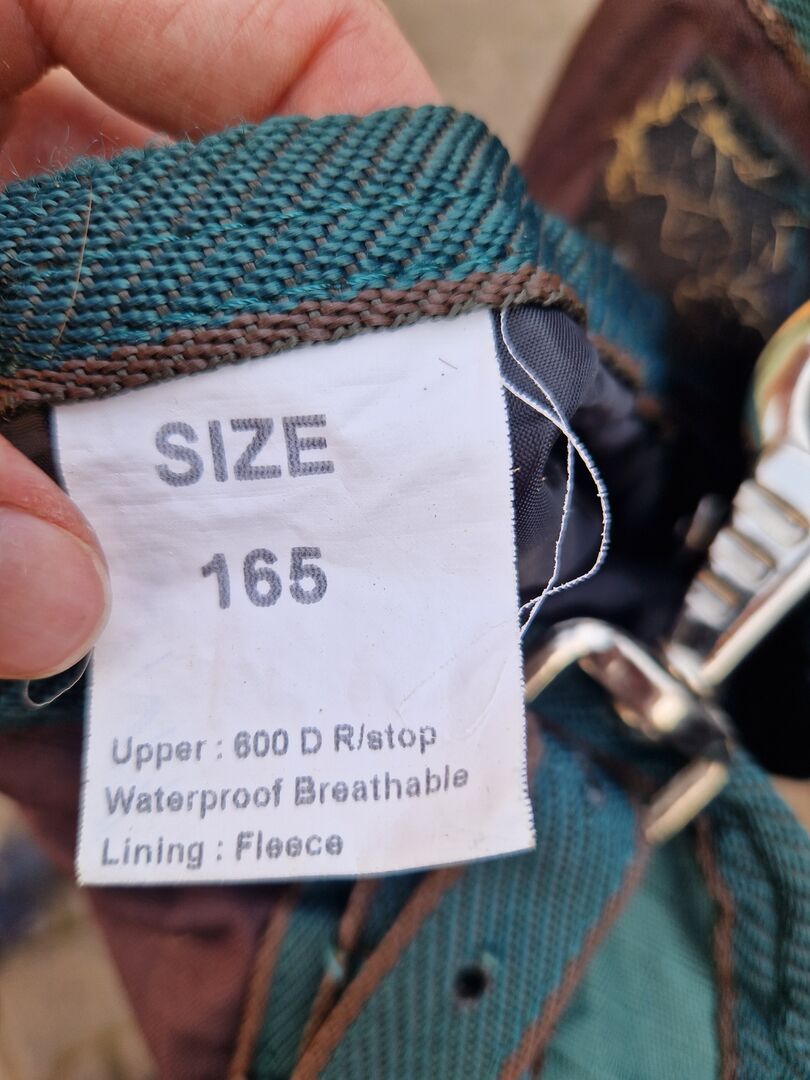 SIZE
165
Upper : 600 D R/stop
Waterproof Breathable
Lining : Fleece